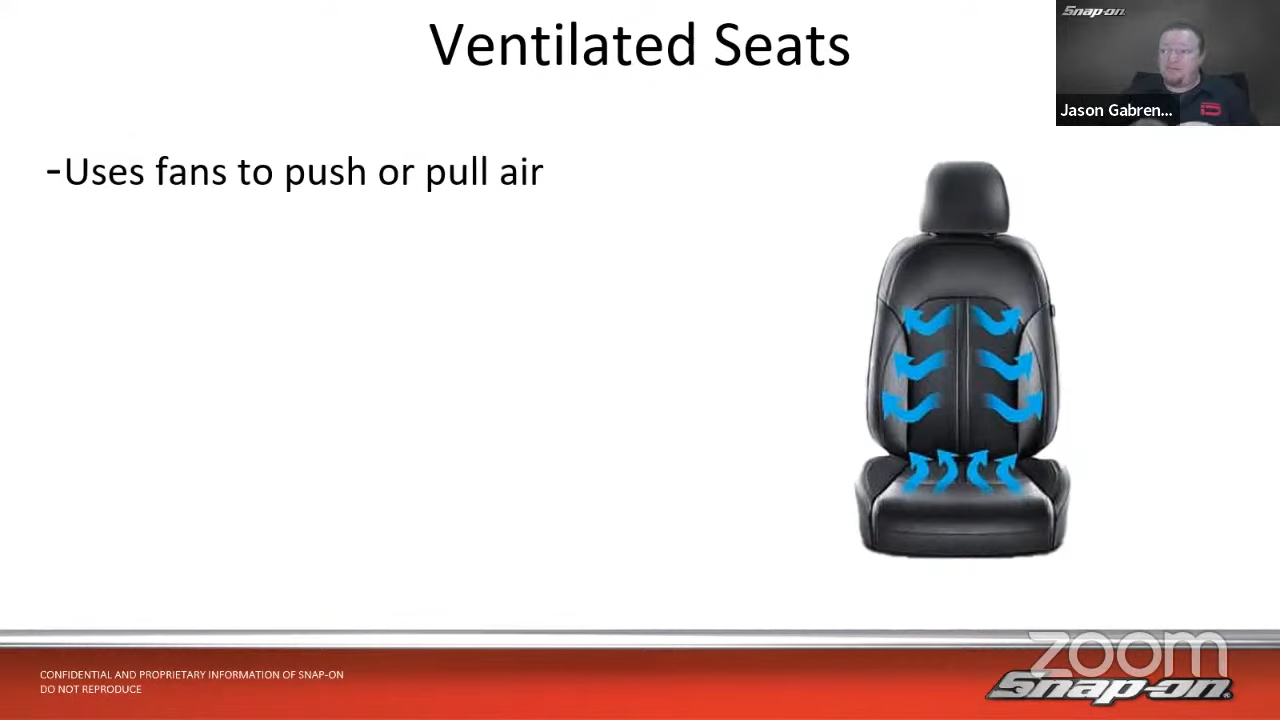 Ventilated Seats
Snap-on
Jason Gabren...
-Uses fans to push or pull air
CONFIDENTIAL AND PROPRIETARY INFORMATION OF SNAP-ON
DO NOT REPRODUCE
zoom
Snap-on